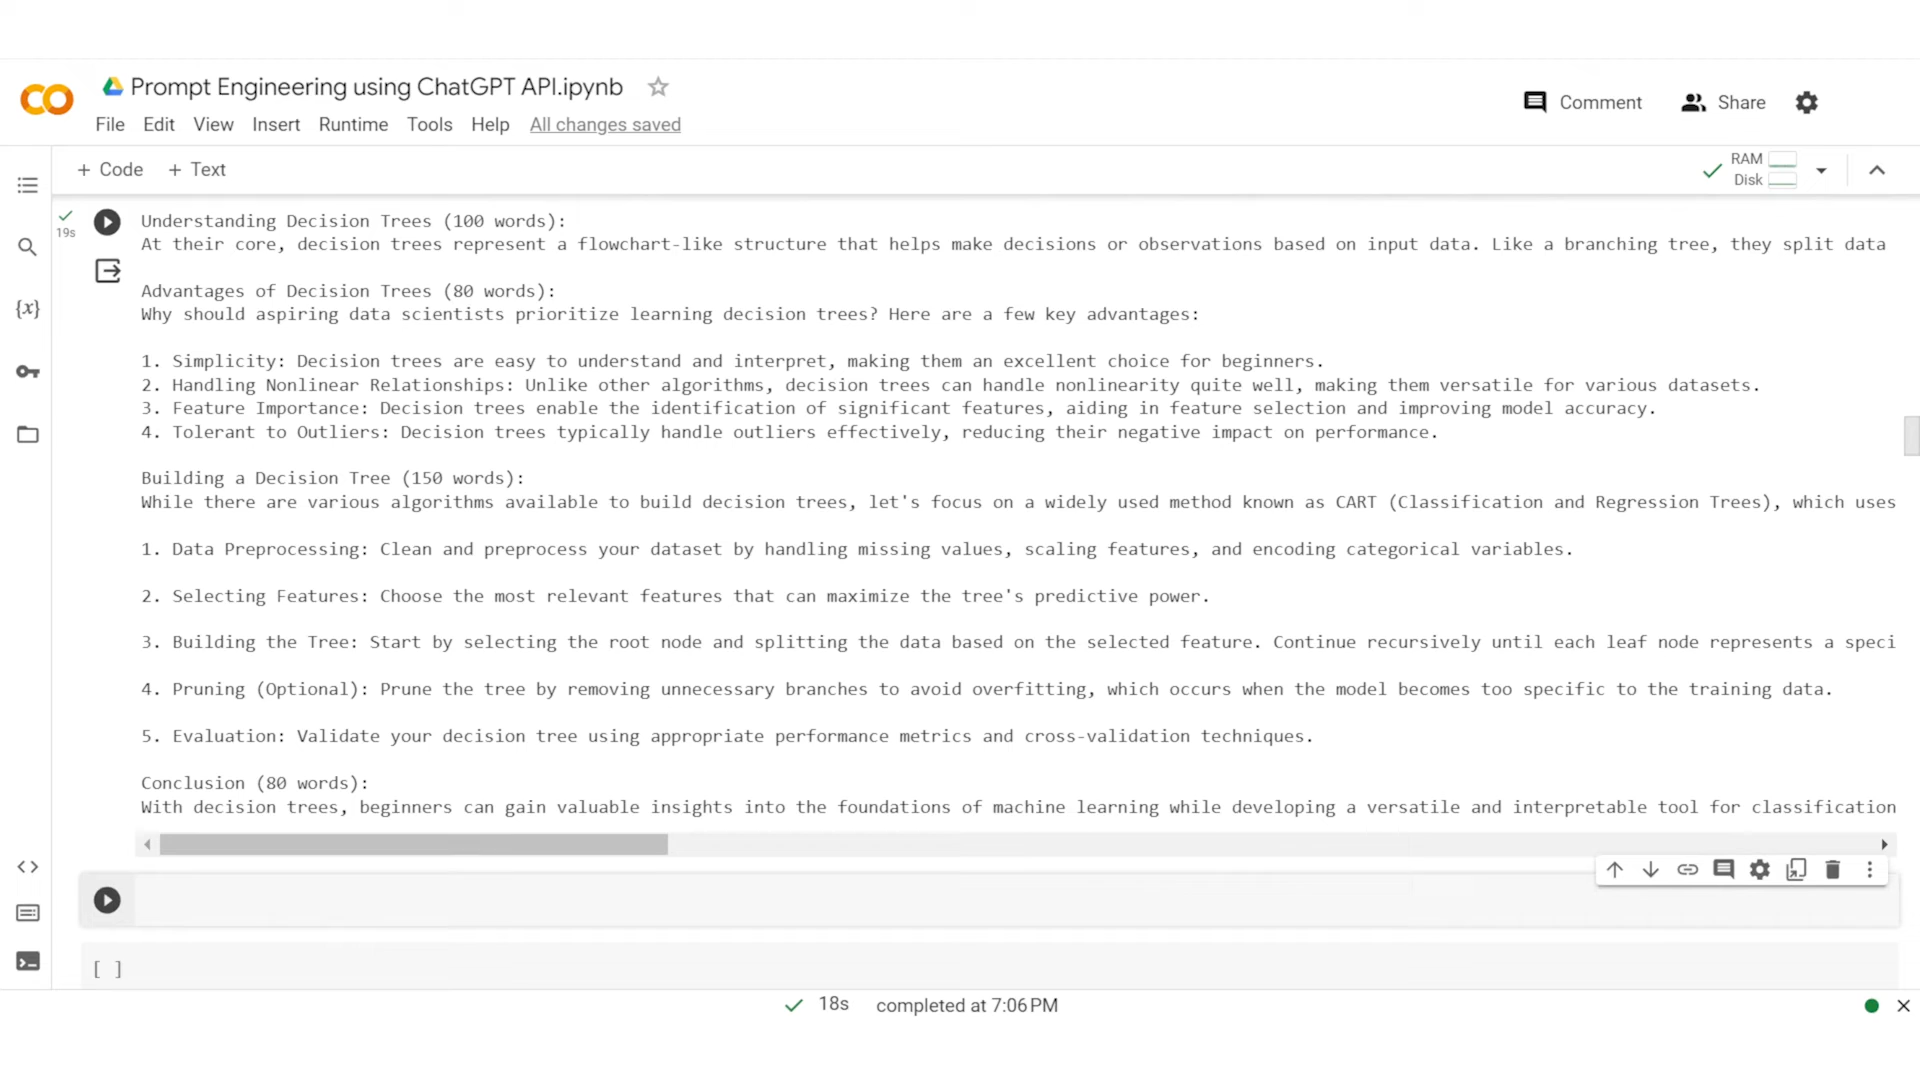 Prompt Engineering using ChatGPT API.ipynb
Comment
Share
File Edit View Insert Runtime Tools Help All changes saved
+ Code + Text
RAM
Disk
19s
Understanding Decision Trees (100 words):
At their core, decision trees represent a flowchart-like structure that helps make decisions or observations based on input data. Like a branching tree, they split data
Advantages of Decision Trees (80 words):
Why should aspiring data scientists prioritize learning decision trees? Here are a few key advantages:
1. Simplicity: Decision trees are easy to understand and interpret, making them an excellent choice for beginners.
2. Handling Nonlinear Relationships: Unlike other algorithms, decision trees can handle nonlinearity quite well, making them versatile for various datasets.
3. Feature Importance: Decision trees enable the identification of significant features, aiding in feature selection and improving model accuracy.
4. Tolerant to Outliers: Decision trees typically handle outliers effectively, reducing their negative impact on performance.
Building a Decision Tree (150 words):
While there are various algorithms available to build decision trees, let's focus on a widely used method known as CART (Classification and Regression Trees), which uses
1. Data Preprocessing: Clean and preprocess your dataset by handling missing values, scaling features, and encoding categorical variables.
2. Selecting Features: Choose the most relevant features that can maximize the tree's predictive power.
3. Building the Tree: Start by selecting the root node and splitting the data based on the selected feature. Continue recursively until each leaf node represents a speci
4. Pruning (Optional): Prune the tree by removing unnecessary branches to avoid overfitting, which occurs when the model becomes too specific to the training data.
5. Evaluation: Validate your decision tree using appropriate performance metrics and cross-validation techniques.
Conclusion (80 words):
With decision trees, beginners can gain valuable insights into the foundations of machine learning while developing a versatile and interpretable tool for classification
[ ]
18s completed at 7:06 PM